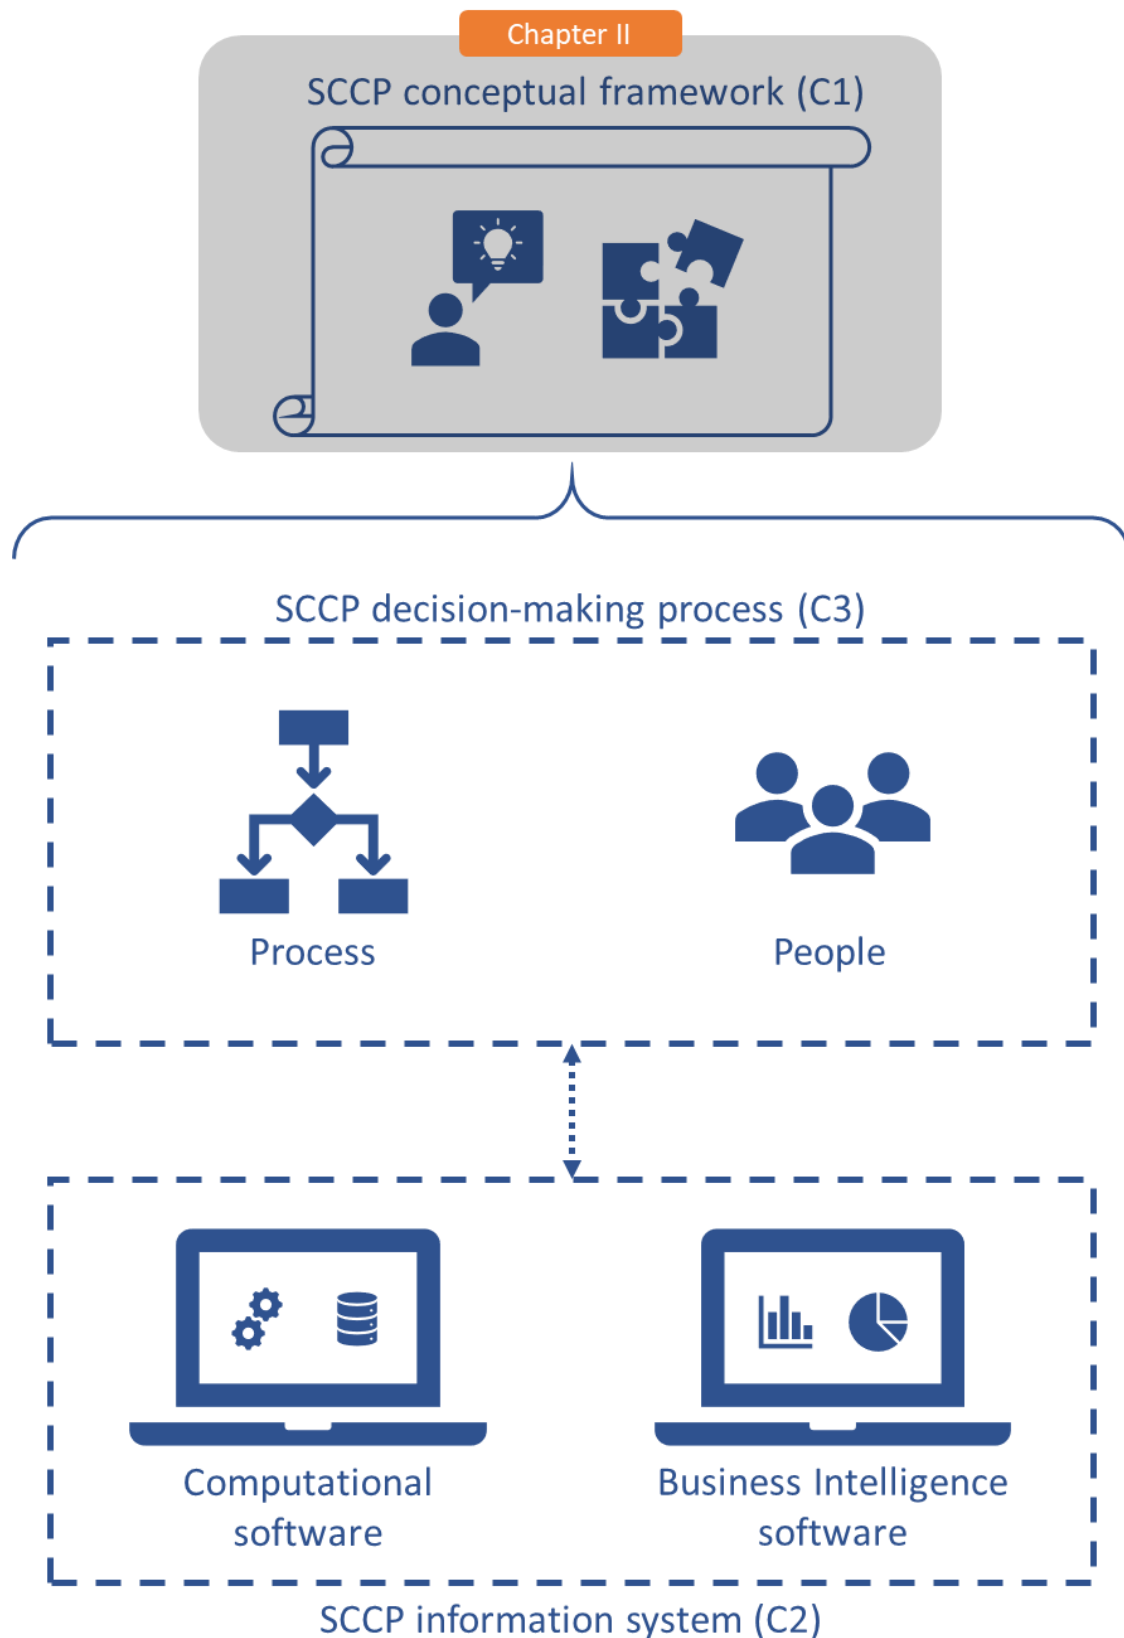 Chapter II
SCCP conceptual framework (C1)
SCCP decision-making process (C3)
Process
People
Computational
software
Business Intelligence
software
SCCP information system (C2)